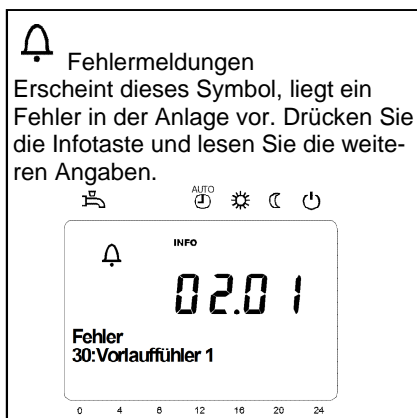 Fehlermeldungen
Erscheint dieses Symbol, liegt ein
Fehler in der Anlage vor. Drücken Sie
die Infotaste und lesen Sie die weite-
ren Angaben.
AUTO
INFO
02.01
Fehler
30:Vorlauffühler 1
0 4 8 12 16 20 24